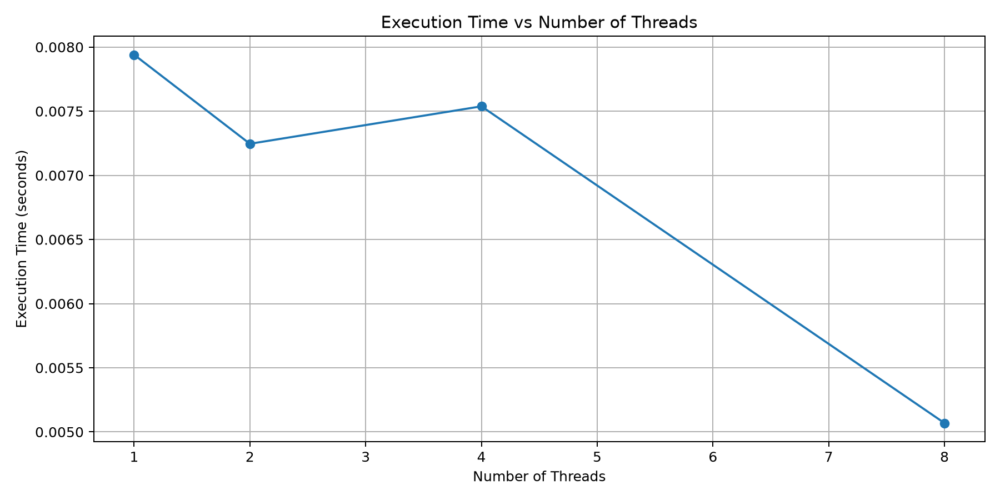 Execution Time vs Number of Threads
Execution Time (seconds)
0.0080
0.0075
0.0070
0.0065
0.0060
0.0055
0.0050
1 2 3 4 5 6 7 8
Number of Threads